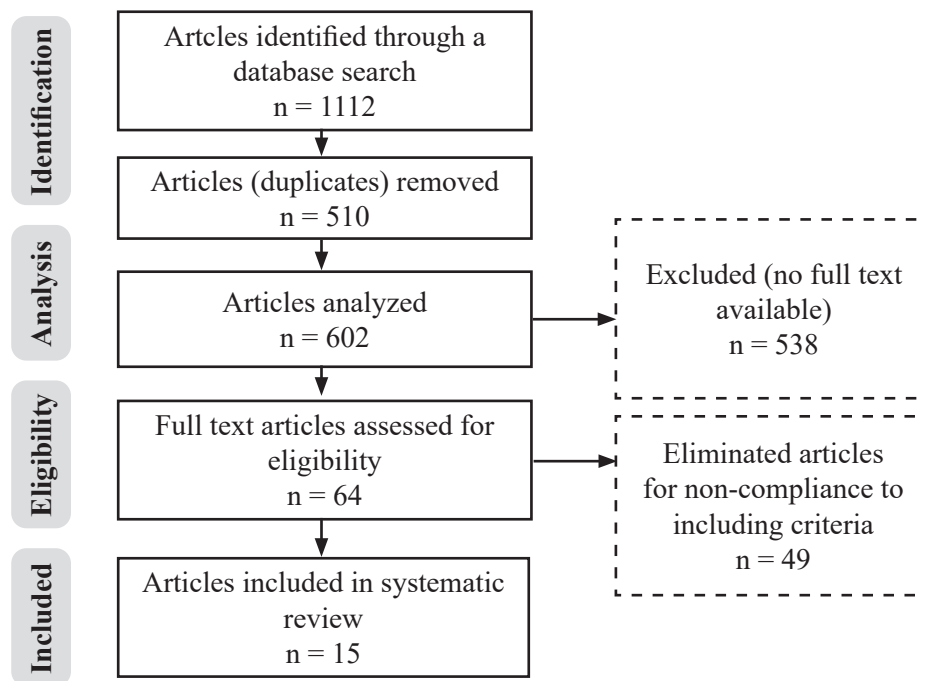 Identification
Artcles identified through a
database search
n = 1112
Articles (duplicates) removed
n = 510
Analysis
Articles analyzed
n = 602
Excluded (no full text
available)
n = 538
Eligibility
Full text articles assessed for
eligibility
n = 64
Eliminated articles
for non-compliance to
including criteria
n = 49
Included
Articles included in systematic
review
n = 15